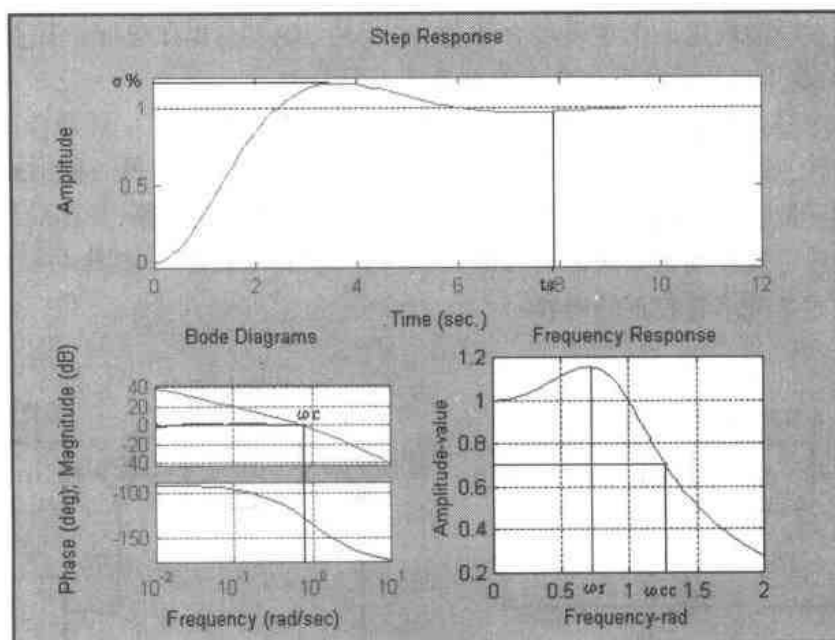 Step Response
σ%
1
0.5
0
Amplitude
0 2 4 6 ts8 10 12
Time (sec.)
Bode Diagrams
Frequency Response
Phase (deg); Magnitude (dB)
40
20
0
-20
40
ωc
-100
-150
10-2 10-1 100 101
Frequency (rad/sec)
Amplitude-value
1.2
1
0.8
0.6
0.4
0.2
0 0.5 ωr 1 ωcc 1.5 2
Frequency-rad